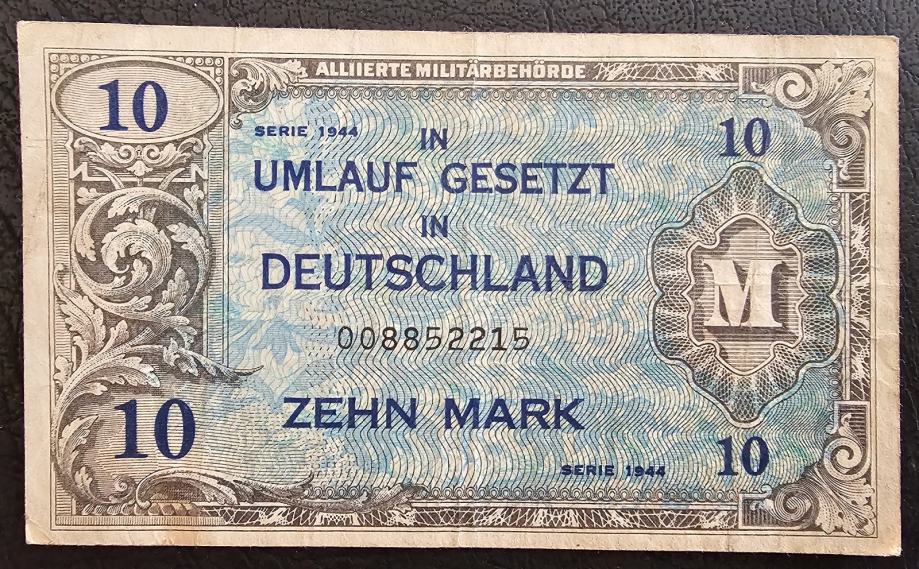 ALLIIERTE MILITÄRBEHÖRDE
10
10
SERIE 1944
IN
UMLAUF GESETZT
IN
DEUTSCHLAND
M
008852215
ZEHN MARK
10
10
SERIE 1944